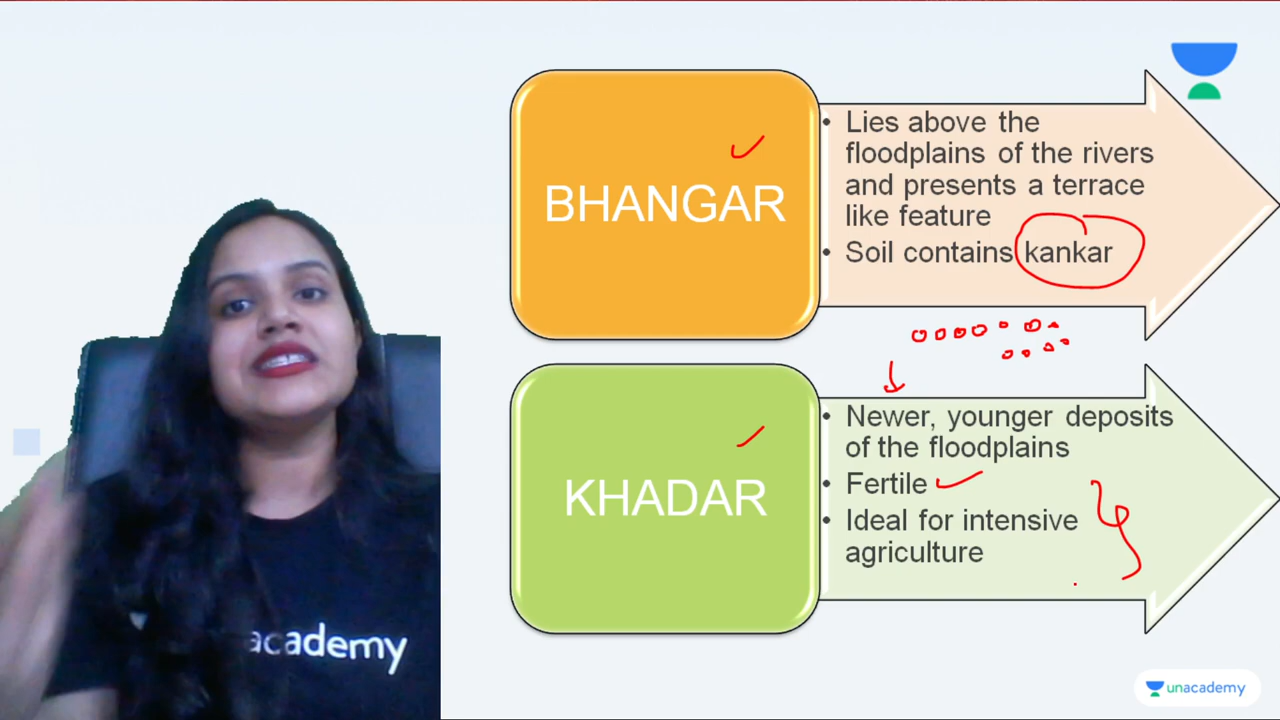 BHANGAR
• Lies above the
floodplains of the rivers
and presents a terrace
like feature
• Soil contains kankar
KHADAR
• Newer, younger deposits
of the floodplains
• Fertile
• Ideal for intensive
agriculture
unacademy
academy